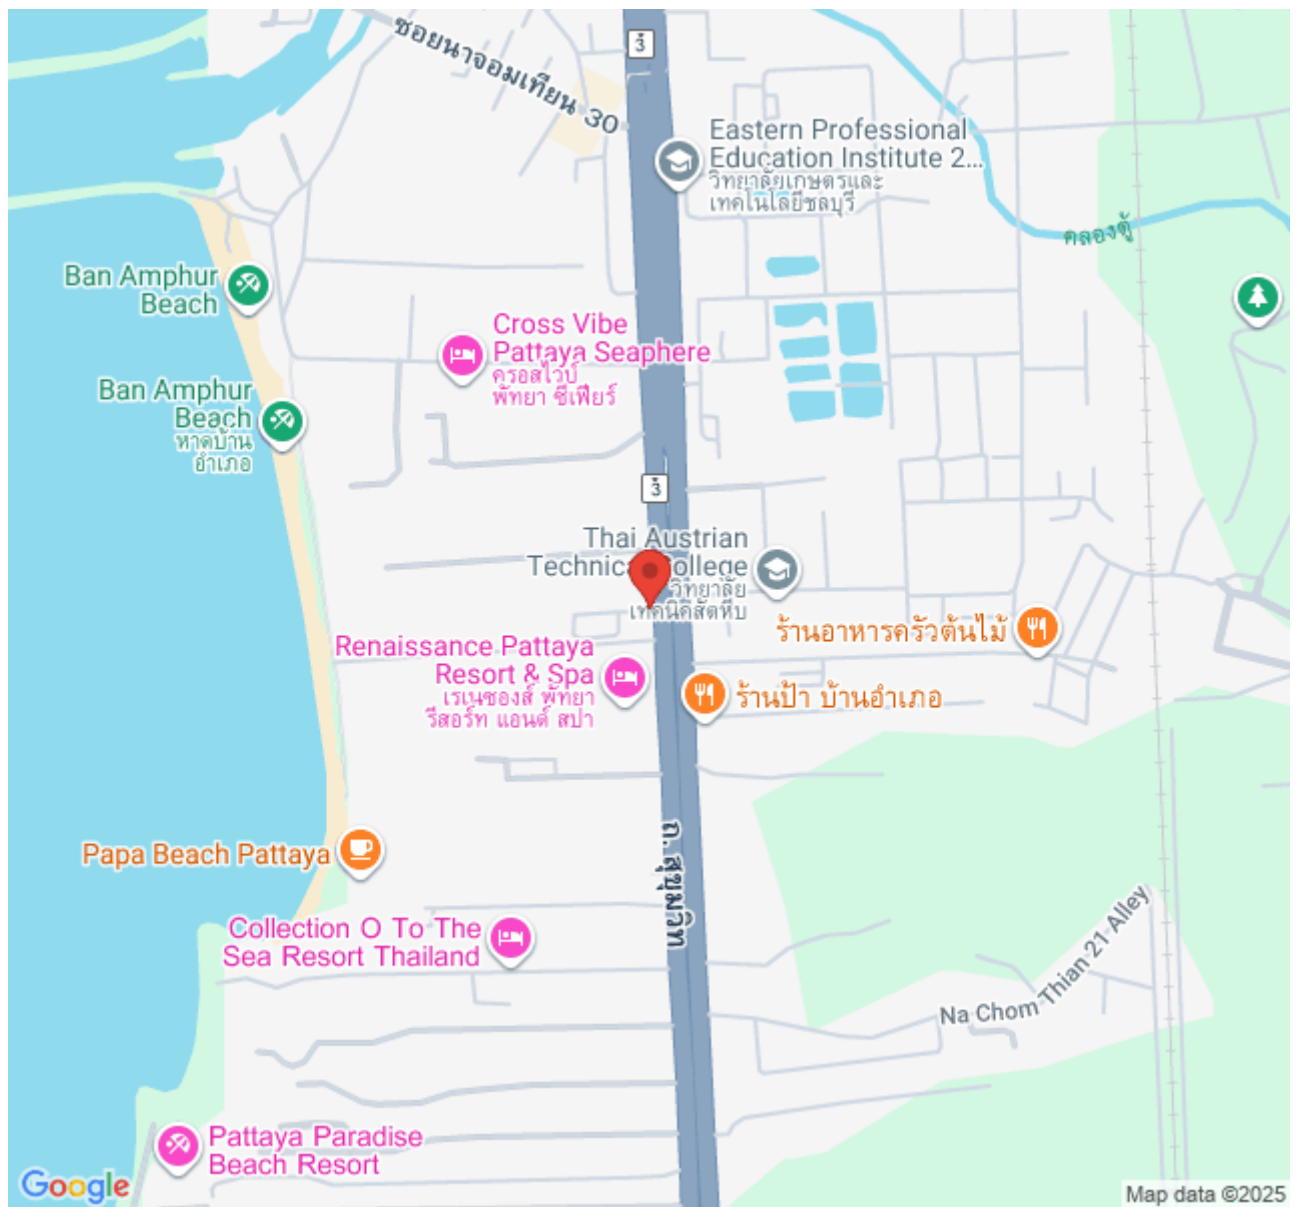 ซอยนาจอมเทียน 30
3
Eastern Professional
Education Institute 2...
วิทยาลัยเกษตรและ
เทคโนโลยีชลบุรี
คลองตู้
Ban Amphur
Beach
Cross Vibe
Pattaya Seaphere
ครอสไวบ์
พัทยา ซีเฟียร์
Ban Amphur
Beach
หาดบ้าน
อำเภอ
3
Thai Austrian
Technical College
วิทยาลัย
เทคนิคสัตหีบ
ร้านอาหารครัวต้นไม้
Renaissance Pattaya
Resort & Spa
เรเนซองส์ พัทยา
รีสอร์ท แอนด์ สปา
ร้านป้า บ้านอำเภอ
ถ. สุขุมวิท
Papa Beach Pattaya
Collection O To The
Sea Resort Thailand
Na Chom Thian 21 Alley
Pattaya Paradise
Beach Resort
Google
Map data ©2025